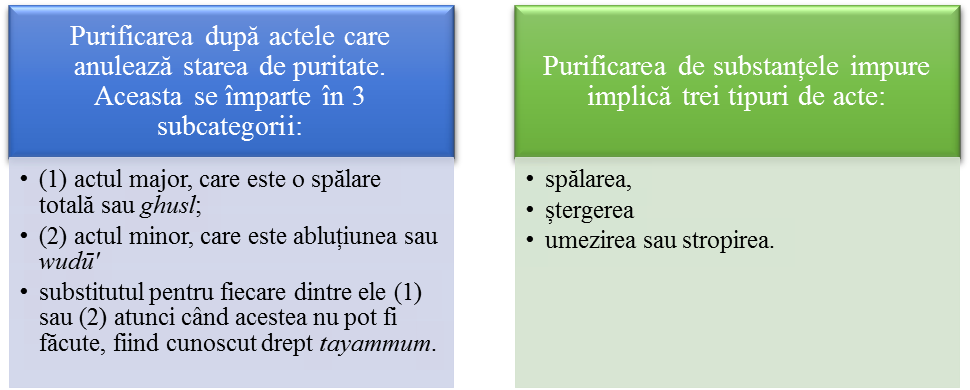 Purificarea după actele care
anulează starea de puritate.
Aceasta se împarte în 3
subcategorii:
• (1) actul major, care este o spălare
totală sau ghusl;
• (2) actul minor, care este abluțiunea sau
wudū'
• substitutul pentru fiecare dintre ele (1)
sau (2) atunci când acestea nu pot fi
făcute, fiind cunoscut drept tayammum.
Purificarea de substanțele impure
implică trei tipuri de acte:
• spălarea,
• ștergerea
• umezirea sau stropirea.